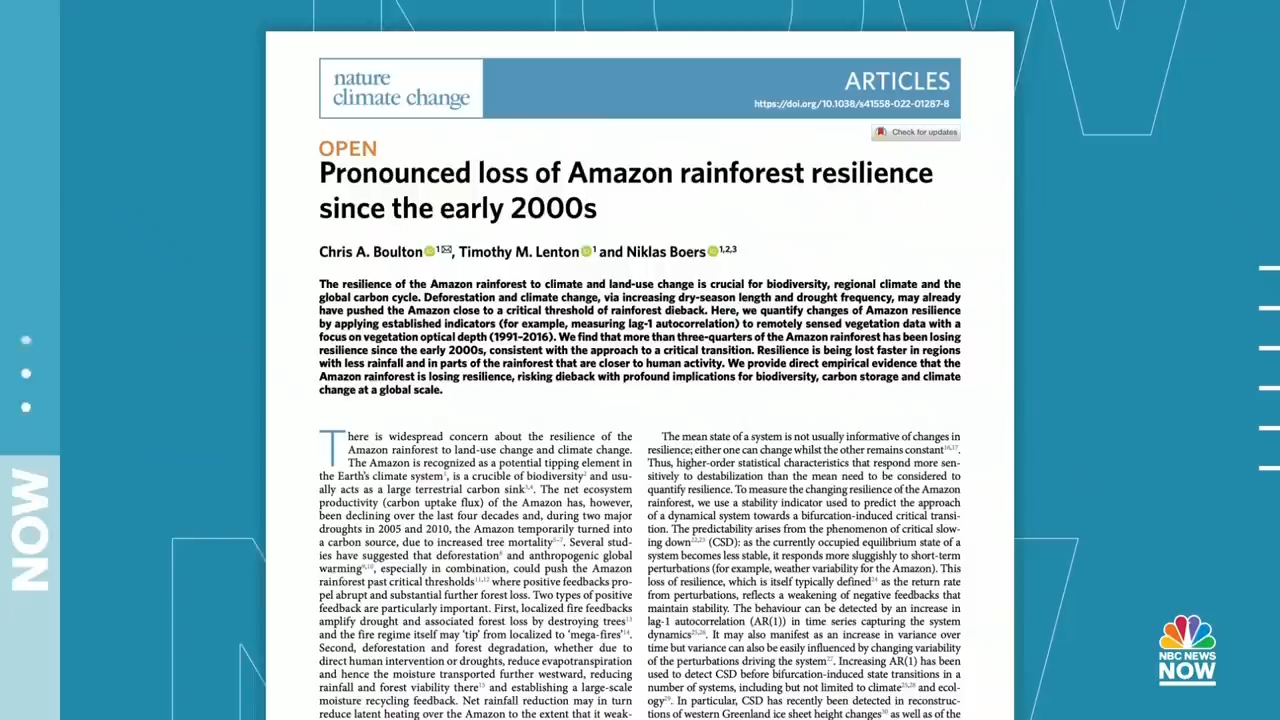 NOW
nature
climate change
ARTICLES
https://doi.org/10.1038/s41558-022-01287-8
Check for updates
OPEN
Pronounced loss of Amazon rainforest resilience
since the early 2000s
Chris A. Boulton 1✉, Timothy M. Lenton 1 and Niklas Boers 1,2,3
The resilience of the Amazon rainforest to climate and land-use change is crucial for biodiversity, regional climate and the
global carbon cycle. Deforestation and climate change, via increasing dry-season length and drought frequency, may already
have pushed the Amazon close to a critical threshold of rainforest dieback. Here, we quantify changes of Amazon resilience
by applying established indicators (for example, measuring lag-1 autocorrelation) to remotely sensed vegetation data with a
focus on vegetation optical depth (1991–2016). We find that more than three-quarters of the Amazon rainforest has been losing
resilience since the early 2000s, consistent with the approach to a critical transition. Resilience is being lost faster in regions
with less rainfall and in parts of the rainforest that are closer to human activity. We provide direct empirical evidence that the
Amazon rainforest is losing resilience, risking dieback with profound implications for biodiversity, carbon storage and climate
change at a global scale.
There is widespread concern about the resilience of the
Amazon rainforest to land-use change and climate change.
The Amazon is recognized as a potential tipping element in
the Earth's climate system1, is a crucible of biodiversity2 and usu-
ally acts as a large terrestrial carbon sink3,4. The net ecosystem
productivity (carbon uptake flux) of the Amazon has, however,
been declining over the last four decades and, during two major
droughts in 2005 and 2010, the Amazon temporarily turned into
a carbon source, due to increased tree mortality5–7. Several stud-
ies have suggested that deforestation8 and anthropogenic global
warming9,10, especially in combination, could push the Amazon
rainforest past critical thresholds11,12 where positive feedbacks pro-
pel abrupt and substantial further forest loss. Two types of positive
feedback are particularly important. First, localized fire feedbacks
amplify drought and associated forest loss by destroying trees13
and the fire regime itself may 'tip' from localized to 'mega-fires'14.
Second, deforestation and forest degradation, whether due to
direct human intervention or droughts, reduce evapotranspiration
and hence the moisture transported further westward, reducing
rainfall and forest viability there15 and establishing a large-scale
moisture recycling feedback. Net rainfall reduction may in turn
reduce latent heating over the Amazon to the extent that it weak-
The mean state of a system is not usually informative of changes in
resilience; either one can change whilst the other remains constant16,17.
Thus, higher-order statistical characteristics that respond more sen-
sitively to destabilization than the mean need to be considered to
quantify resilience. To measure the changing resilience of the Amazon
rainforest, we use a stability indicator used to predict the approach
of a dynamical system towards a bifurcation-induced critical transi-
tion. The predictability arises from the phenomenon of critical slow-
ing down22,23 (CSD): as the currently occupied equilibrium state of a
system becomes less stable, it responds more sluggishly to short-term
perturbations (for example, weather variability for the Amazon). This
loss of resilience, which is itself typically defined24 as the return rate
from perturbations, reflects a weakening of negative feedbacks that
maintain stability. The behaviour can be detected by an increase in
lag-1 autocorrelation (AR(1)) in time series capturing the system
dynamics25,26. It may also manifest as an increase in variance over
time but variance can also be easily influenced by changing variability
of the perturbations driving the system27. Increasing AR(1) has been
used to detect CSD before bifurcation-induced state transitions in a
number of systems, including but not limited to climate25,28 and ecol-
ogy29. In particular, CSD has recently been detected in reconstruc-
tions of western Greenland ice sheet height changes30 as well as of the
NBC NEWS
NOW